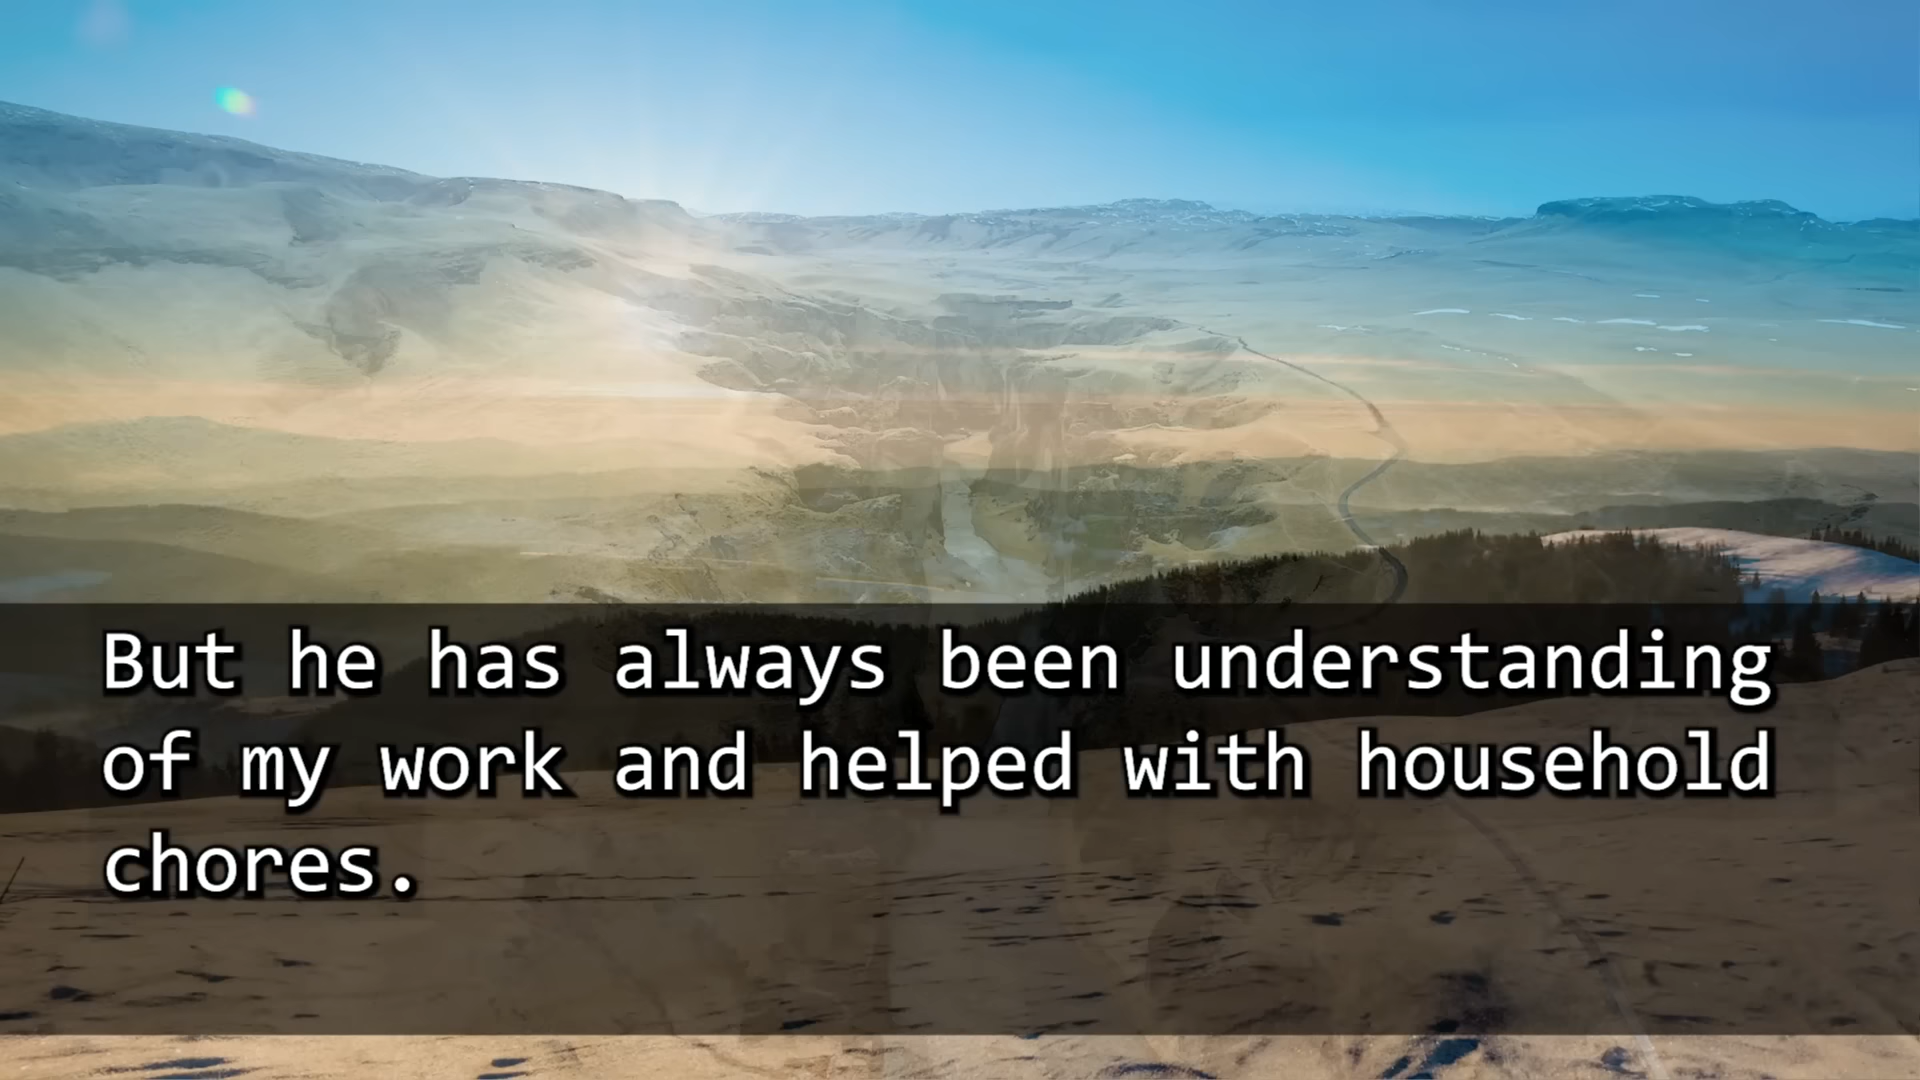 But he has always been understanding
of my work and helped with household
chores.